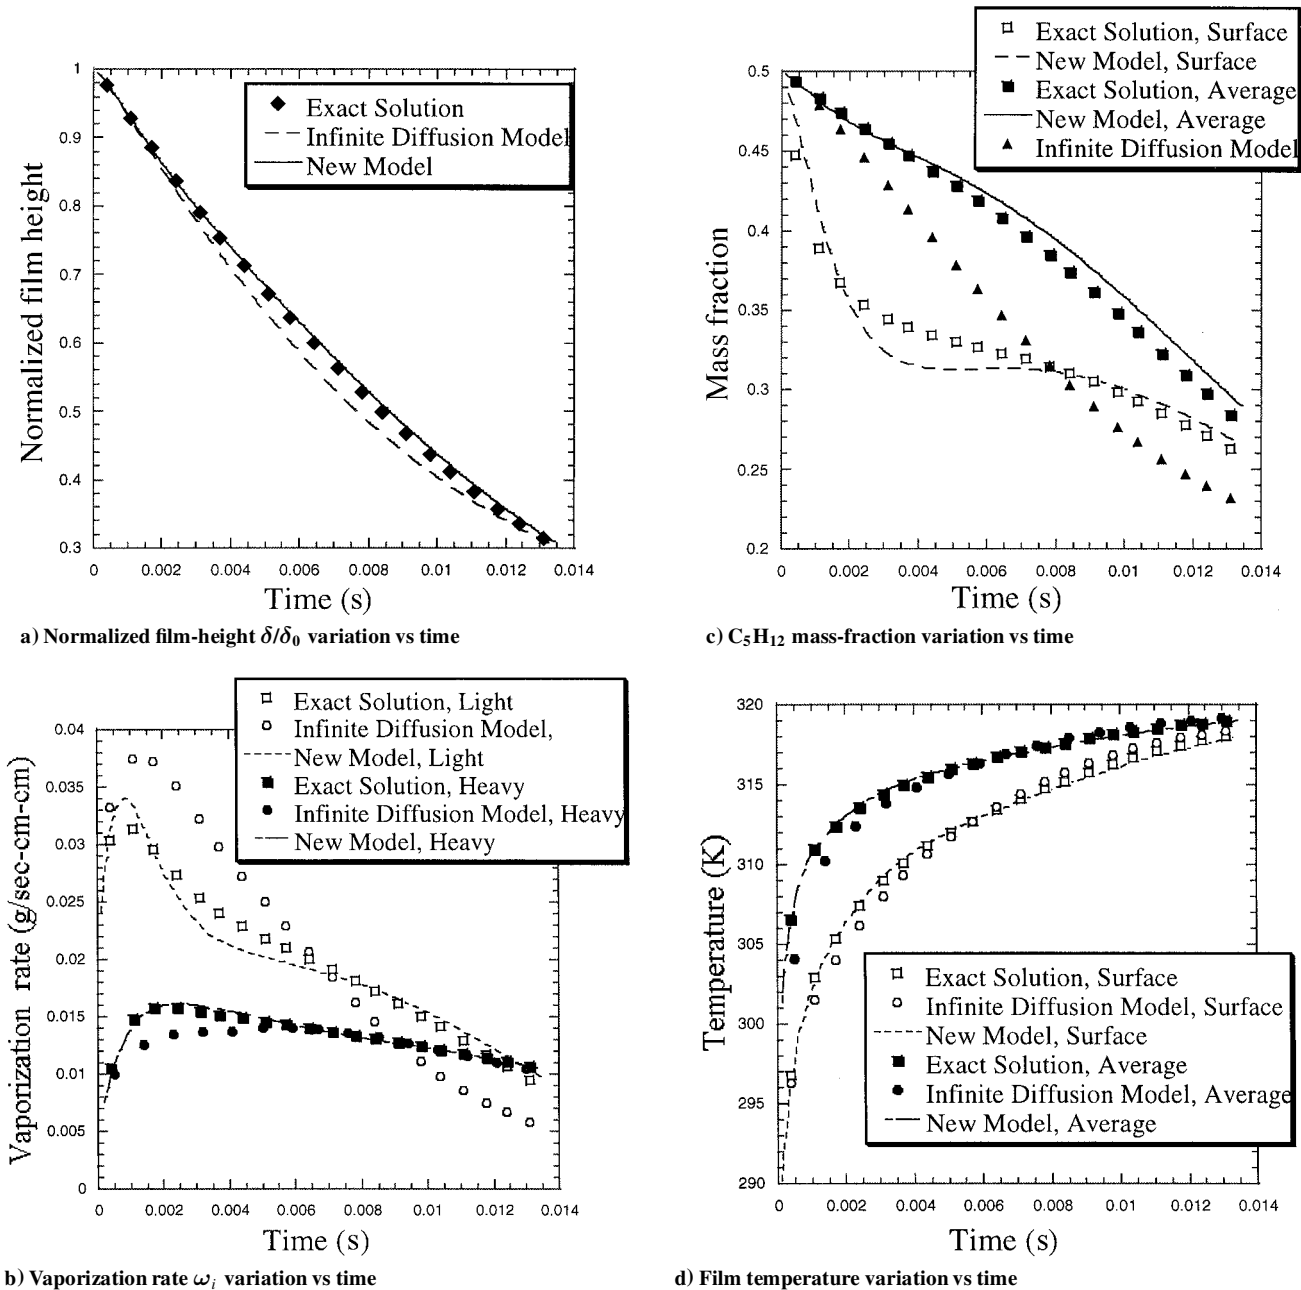 Exact Solution
Infinite Diffusion Model
New Model
1
0.9
0.8
0.7
0.6
0.5
0.4
0.3
Normalized film height
0 0.002 0.004 0.006 0.008 0.01 0.012 0.014
Time (s)
a) Normalized film-height δ/δ₀ variation vs time
Exact Solution, Surface
New Model, Surface
Exact Solution, Average
New Model, Average
Infinite Diffusion Model
0.5
0.45
0.4
0.35
0.3
0.25
0.2
Mass fraction
0 0.002 0.004 0.006 0.008 0.01 0.012 0.014
Time (s)
c) C₅H₁₂ mass-fraction variation vs time
Exact Solution, Light
Infinite Diffusion Model,
New Model, Light
Exact Solution, Heavy
Infinite Diffusion Model, Heavy
New Model, Heavy
0.04
0.035
0.03
0.025
0.02
0.015
0.01
0.005
0
Vaporization rate (g/sec-cm-cm)
0 0.002 0.004 0.006 0.008 0.01 0.012 0.014
Time (s)
b) Vaporization rate ωᵢ variation vs time
320
315
310
305
300
295
290
Temperature (K)
Exact Solution, Surface
Infinite Diffusion Model, Surface
New Model, Surface
Exact Solution, Average
Infinite Diffusion Model, Average
New Model, Average
0 0.002 0.004 0.006 0.008 0.01 0.012 0.014
Time (s)
d) Film temperature variation vs time